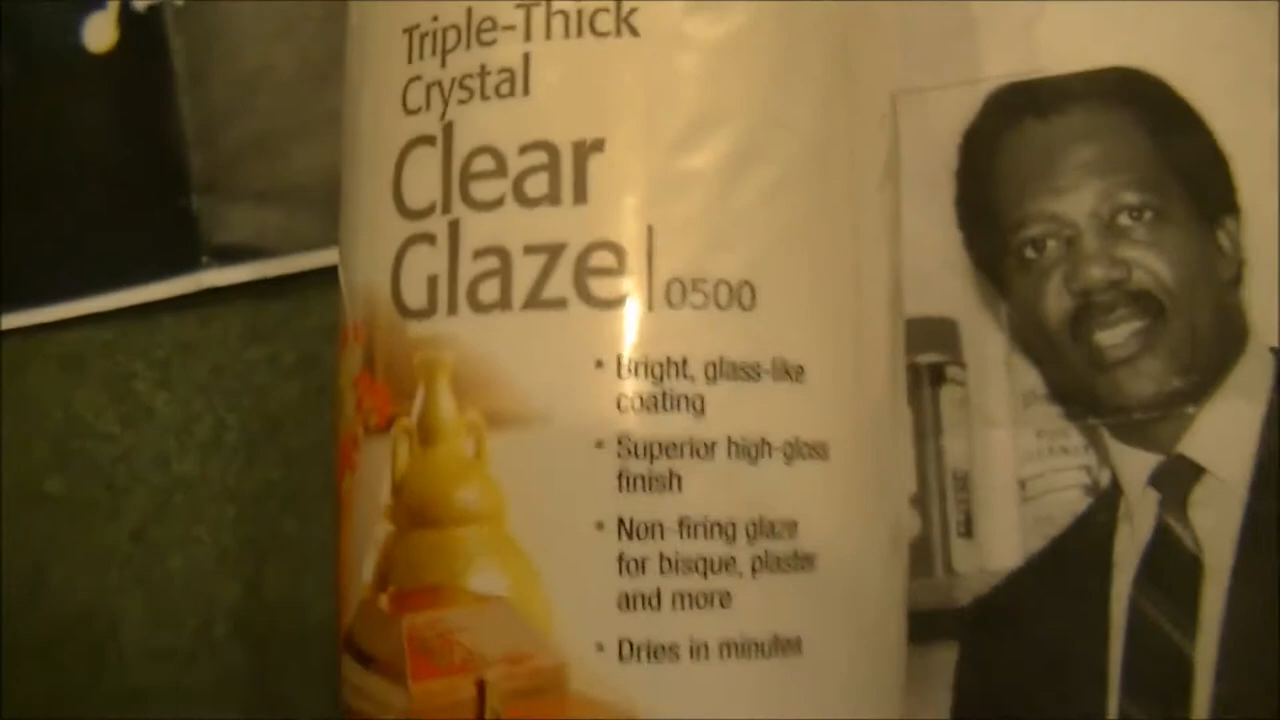 Triple-Thick
Crystal
Clear
Glaze | 0500
• Bright, glass-like
coating
• Superior high-gloss
finish
• Non-firing glaze
for bisque, plaster
and more
• Dries in minutes